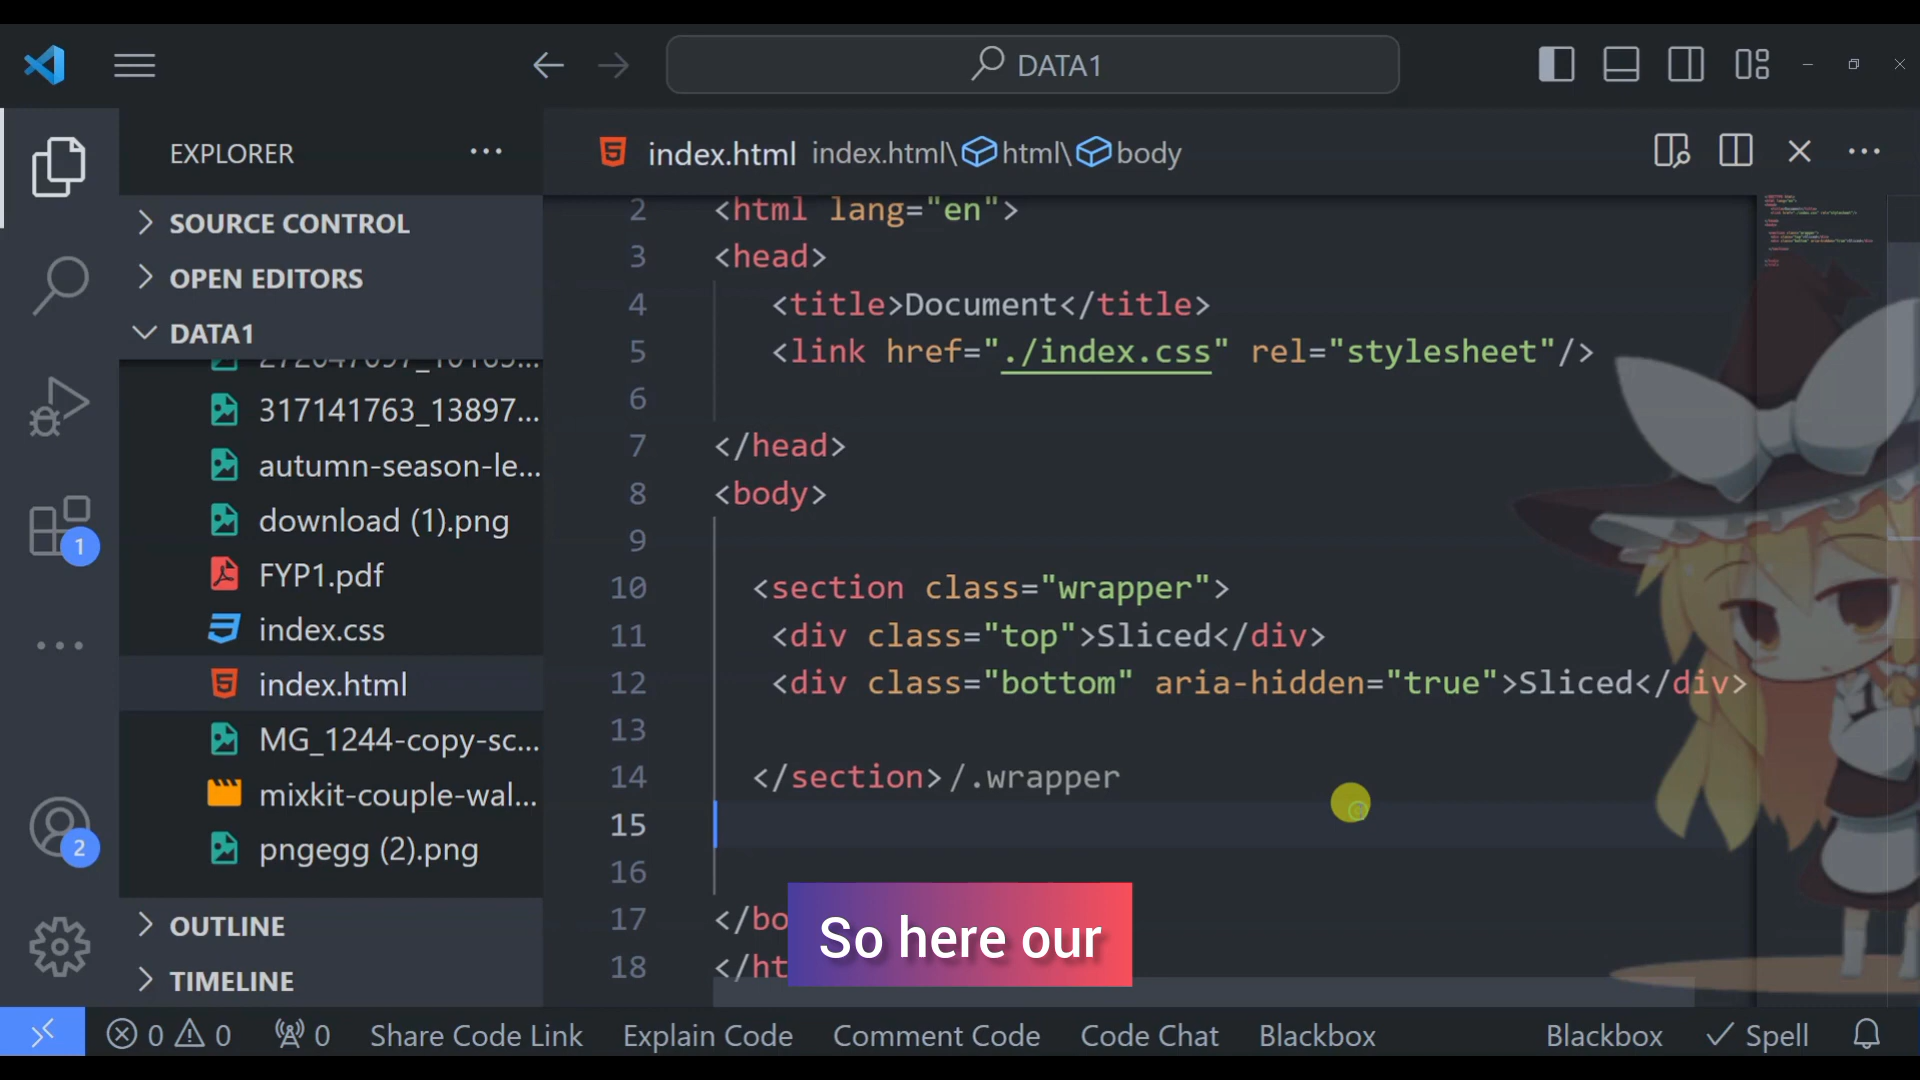 DATA1
EXPLORER
SOURCE CONTROL
OPEN EDITORS
DATA1
317141763_13897...
autumn-season-le...
download (1).png
FYP1.pdf
index.css
index.html
MG_1244-copy-sc...
mixkit-couple-wal...
pngegg (2).png
OUTLINE
TIMELINE
1
2
index.html index.html\html\body
2 <html lang="en">
3 <head>
4 <title>Document</title>
5 <link href="./index.css" rel="stylesheet"/>
6
7 </head>
8 <body>
9
10 <section class="wrapper">
11 <div class="top">Sliced</div>
12 <div class="bottom" aria-hidden="true">Sliced</div>
13
14 </section>/.wrapper
15
16
17 </bo
18 </ht
So here our
0 0 0 Share Code Link Explain Code Comment Code Code Chat Blackbox Blackbox Spell